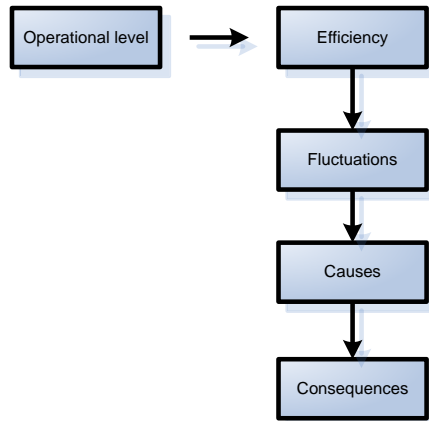 Operational level
Efficiency
Fluctuations
Causes
Consequences